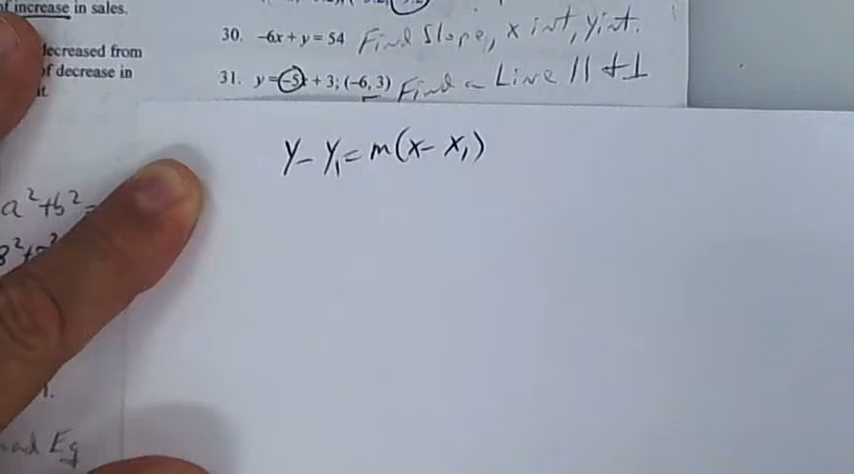 of increase in sales.
30. -6x + y = 54 Find Slope, x int, y int.
decreased from
31. y = -5x + 3; (-6, 3) Find a Line || + ⊥
of decrease in
y - y₁ = m(x - x₁)
a² + b² =
Eq